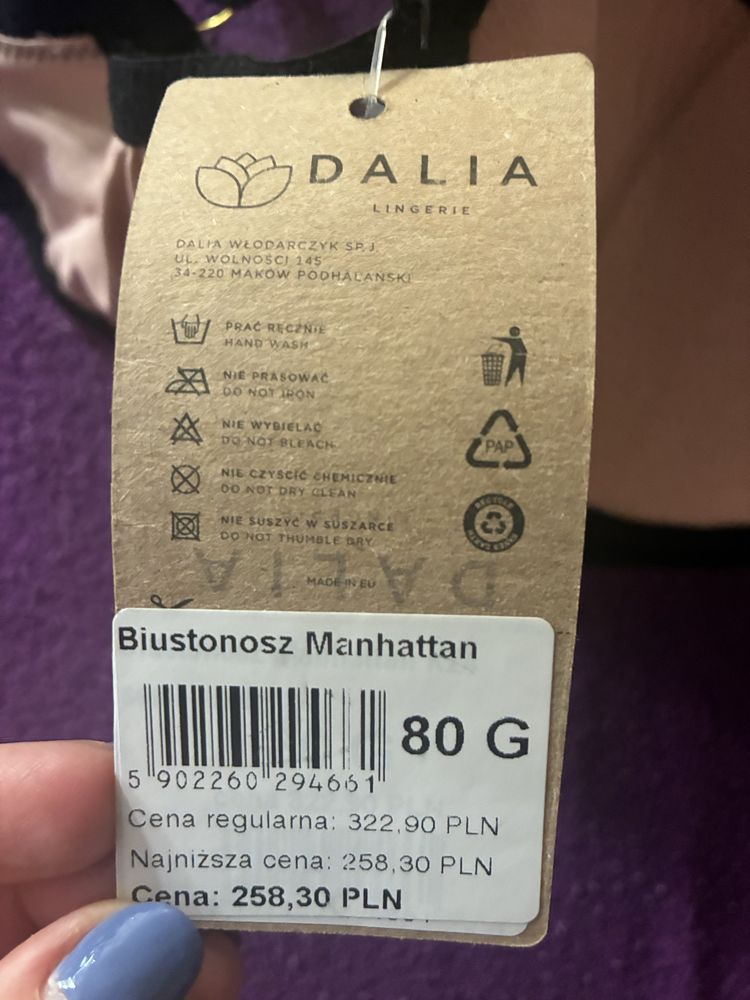 DALIA
LINGERIE
DALIA WŁODARCZYK SP.J.
UL. WOLNOŚCI 145
34-220 MAKÓW PODHALAŃSKI
PRAĆ RĘCZNIE
HAND WASH
NIE PRASOWAĆ
DO NOT IRON
NIE WYBIELAĆ
DO NOT BLEACH
NIE CZYŚCIĆ CHEMICZNIE
DO NOT DRY CLEAN
NIE SUSZYĆ W SUSZARCE
DO NOT THUMBLE DRY
PAP
RECYCLE
MADE IN EU
DALIA
Biustonosz Manhattan
80 G
5 902260 294661
Cena regularna: 322,90 PLN
Najniższa cena: 258,30 PLN
Cena: 258,30 PLN